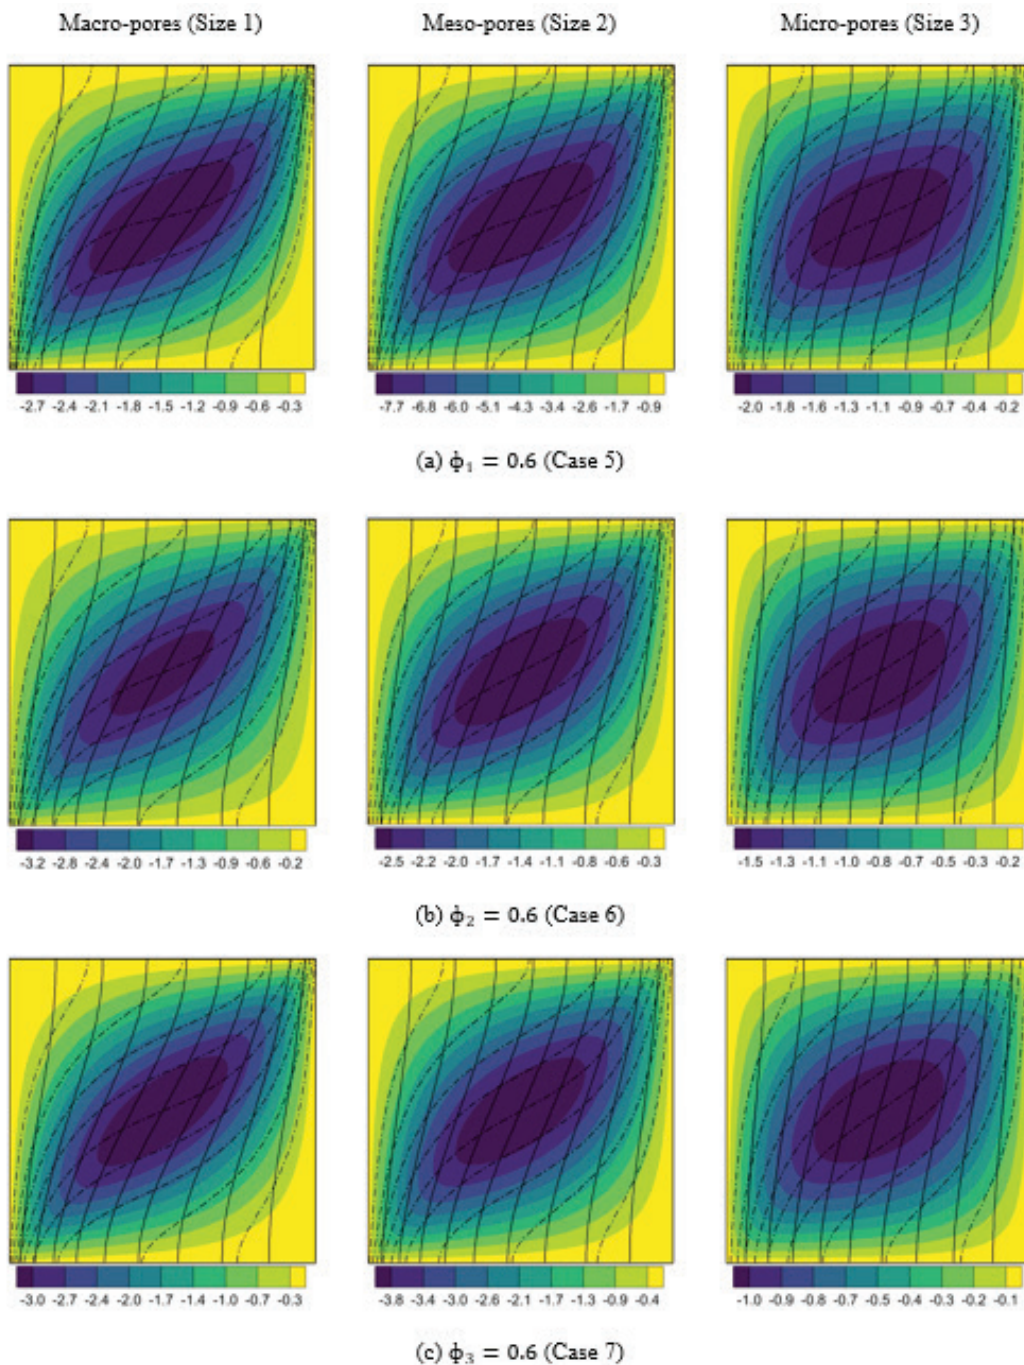 Macro-pores (Size 1) Meso-pores (Size 2) Micro-pores (Size 3)
-2.7 -2.4 -2.1 -1.8 -1.5 -1.2 -0.9 -0.6 -0.3 -7.7 -6.8 -6.0 -5.1 -4.3 -3.4 -2.6 -1.7 -0.9 -2.0 -1.8 -1.6 -1.3 -1.1 -0.9 -0.7 -0.4 -0.2
(a) ϕ₁ = 0.6 (Case 5)
-3.2 -2.8 -2.4 -2.0 -1.7 -1.3 -0.9 -0.6 -0.2 -2.5 -2.2 -2.0 -1.7 -1.4 -1.1 -0.8 -0.6 -0.3 -1.5 -1.3 -1.1 -1.0 -0.8 -0.7 -0.5 -0.3 -0.2
(b) ϕ₂ = 0.6 (Case 6)
-3.0 -2.7 -2.4 -2.0 -1.7 -1.4 -1.0 -0.7 -0.3 -3.8 -3.4 -3.0 -2.6 -2.1 -1.7 -1.3 -0.9 -0.4 -1.0 -0.9 -0.8 -0.6 -0.5 -0.4 -0.3 -0.2 -0.1
(c) ϕ₃ = 0.6 (Case 7)